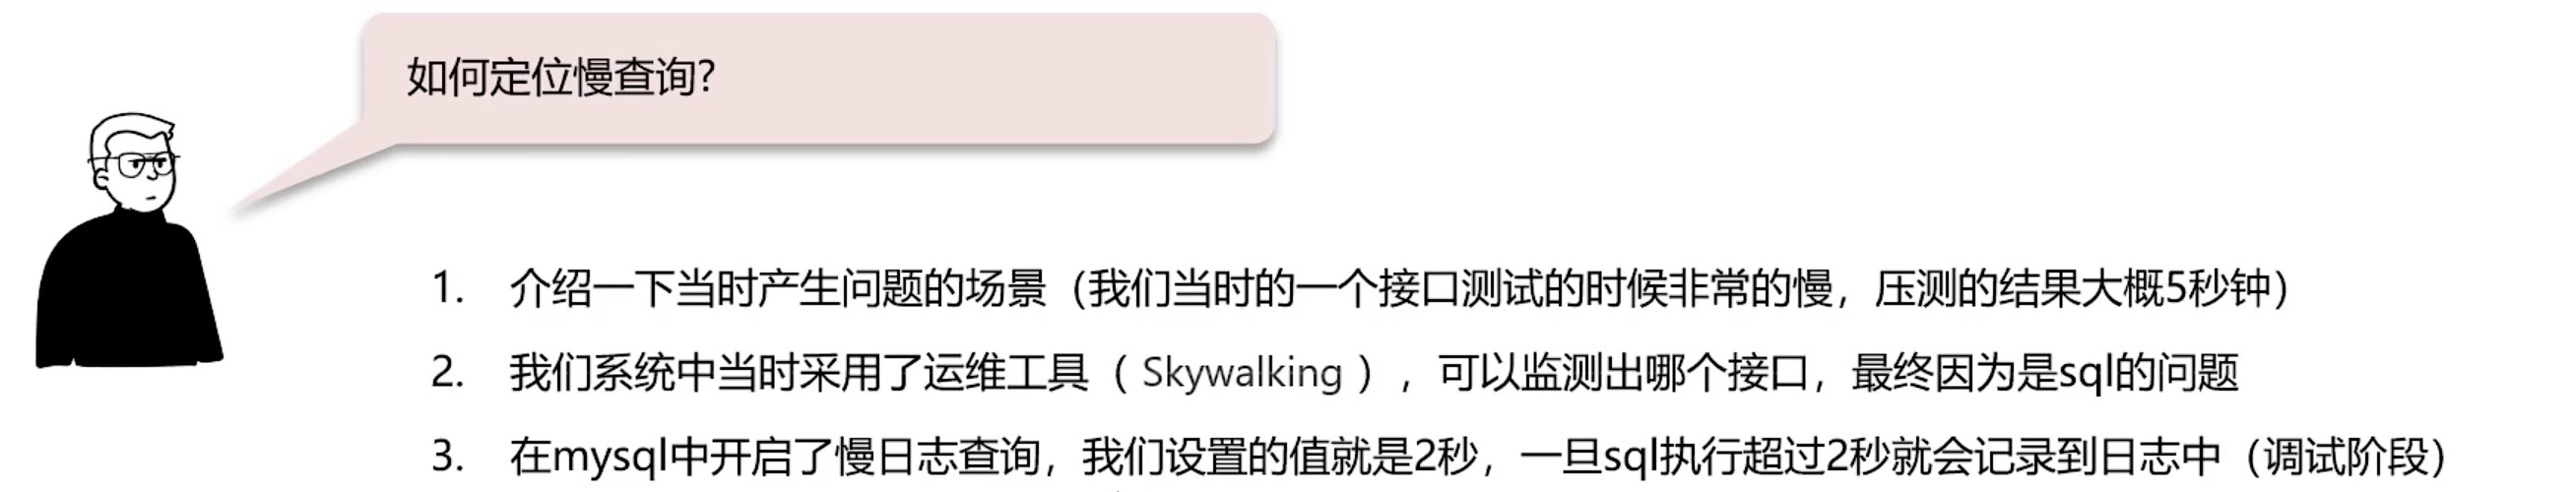 如何定位慢查询?
1. 介绍一下当时产生问题的场景（我们当时的一个接口测试的时候非常的慢，压测的结果大概5秒钟）
2. 我们系统中当时采用了运维工具（ Skywalking ），可以监测出哪个接口，最终因为是sql的问题
3. 在mysql中开启了慢日志查询，我们设置的值就是2秒，一旦sql执行超过2秒就会记录到日志中（调试阶段）